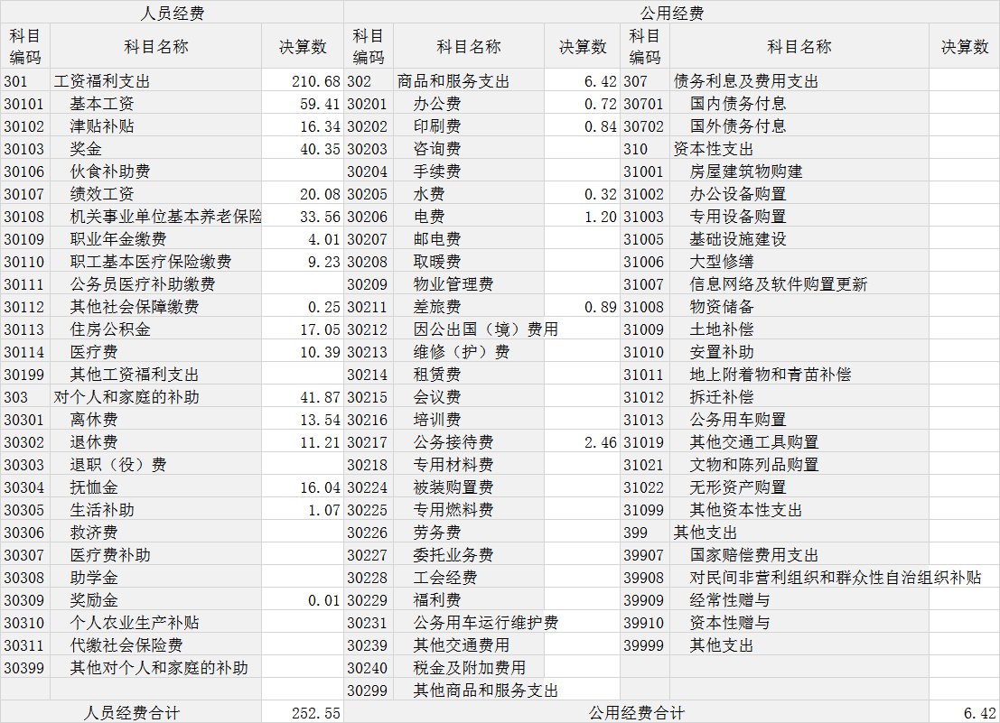 人员经费 公用经费
科目编码 科目名称 决算数 科目编码 科目名称 决算数 科目编码 科目名称 决算数
301 工资福利支出 210.68 302 商品和服务支出 6.42 307 债务利息及费用支出
30101 基本工资 59.41 30201 办公费 0.72 30701 国内债务付息
30102 津贴补贴 16.34 30202 印刷费 0.84 30702 国外债务付息
30103 奖金 40.35 30203 咨询费 310 资本性支出
30106 伙食补助费 30204 手续费 31001 房屋建筑物购建
30107 绩效工资 20.08 30205 水费 0.32 31002 办公设备购置
30108 机关事业单位基本养老保险 33.56 30206 电费 1.20 31003 专用设备购置
30109 职业年金缴费 4.01 30207 邮电费 31005 基础设施建设
30110 职工基本医疗保险缴费 9.23 30208 取暖费 31006 大型修缮
30111 公务员医疗补助缴费 30209 物业管理费 31007 信息网络及软件购置更新
30112 其他社会保障缴费 0.25 30211 差旅费 0.89 31008 物资储备
30113 住房公积金 17.05 30212 因公出国（境）费用 31009 土地补偿
30114 医疗费 10.39 30213 维修（护）费 31010 安置补助
30199 其他工资福利支出 30214 租赁费 31011 地上附着物和青苗补偿
303 对个人和家庭的补助 41.87 30215 会议费 31012 拆迁补偿
30301 离休费 13.54 30216 培训费 31013 公务用车购置
30302 退休费 11.21 30217 公务接待费 2.46 31019 其他交通工具购置
30303 退职（役）费 30218 专用材料费 31021 文物和陈列品购置
30304 抚恤金 16.04 30224 被装购置费 31022 无形资产购置
30305 生活补助 1.07 30225 专用燃料费 31099 其他资本性支出
30306 救济费 30226 劳务费 399 其他支出
30307 医疗费补助 30227 委托业务费 39907 国家赔偿费用支出
30308 助学金 30228 工会经费 39908 对民间非营利组织和群众性自治组织补贴
30309 奖励金 0.01 30229 福利费 39909 经常性赠与
30310 个人农业生产补贴 30231 公务用车运行维护费 39910 资本性赠与
30311 代缴社会保险费 30239 其他交通费用 39999 其他支出
30399 其他对个人和家庭的补助 30240 税金及附加费用
30299 其他商品和服务支出
人员经费合计 252.55 公用经费合计 6.42